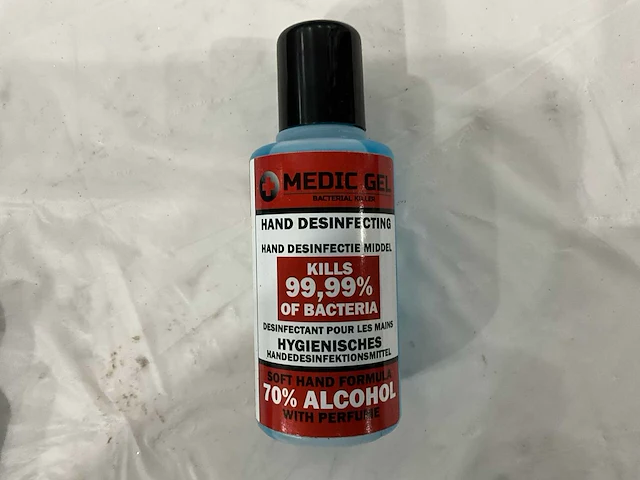 MEDIC GEL
BACTERIAL KILLER
HAND DESINFECTING
HAND DESINFECTIE MIDDEL
KILLS
99,99%
OF BACTERIA
DESINFECTANT POUR LES MAINS
HYGIENISCHES
HANDEDESINFEKTIONSMITTEL
SOFT HAND FORMULA
70% ALCOHOL
WITH PERFUME